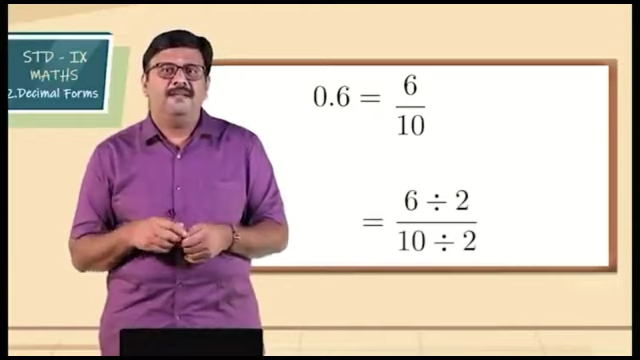 STD - IX
MATHS
2.Decimal Forms
0.6 = 6/10
= 6 ÷ 2/10 ÷ 2